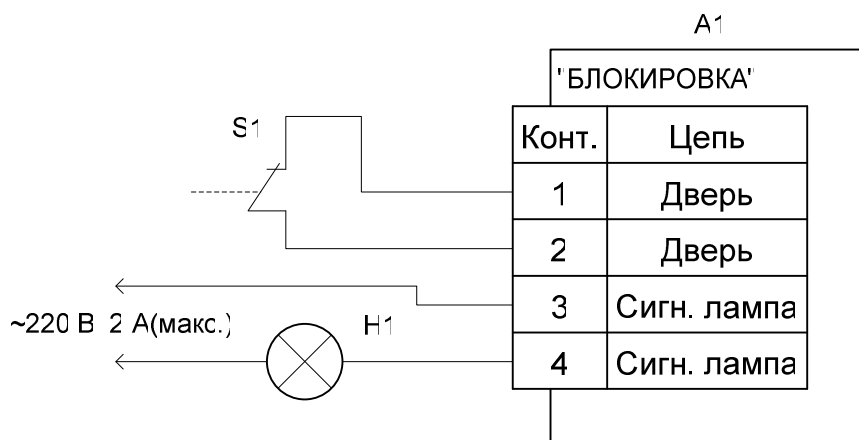 A1
"БЛОКИРОВКА"
S1
Конт. Цепь
1 Дверь
2 Дверь
3 Сигн. лампа
~220 В 2 А(макс.)
H1
4 Сигн. лампа